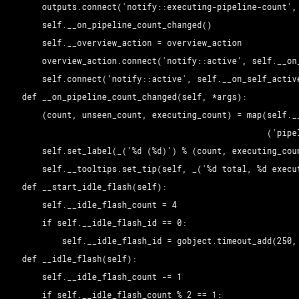 outputs.connect('notify::executing-pipeline-count',
self.__on_pipeline_count_changed()
self.__overview_action = overview_action
overview_action.connect('notify::active', self.__on_
self.connect('notify::active', self.__on_self_active
def __on_pipeline_count_changed(self, *args):
(count, unseen_count, executing_count) = map(self._
('pipel
self.set_label(_('%d (%d)') % (count, executing_coun
self.__tooltips.set_tip(self, _('%d total, %d execut
def __start_idle_flash(self):
self.__idle_flash_count = 4
if self.__idle_flash_id == 0:
self.__idle_flash_id = gobject.timeout_add(250,
def __idle_flash(self):
self.__idle_flash_count -= 1
if self.__idle_flash_count % 2 == 1: